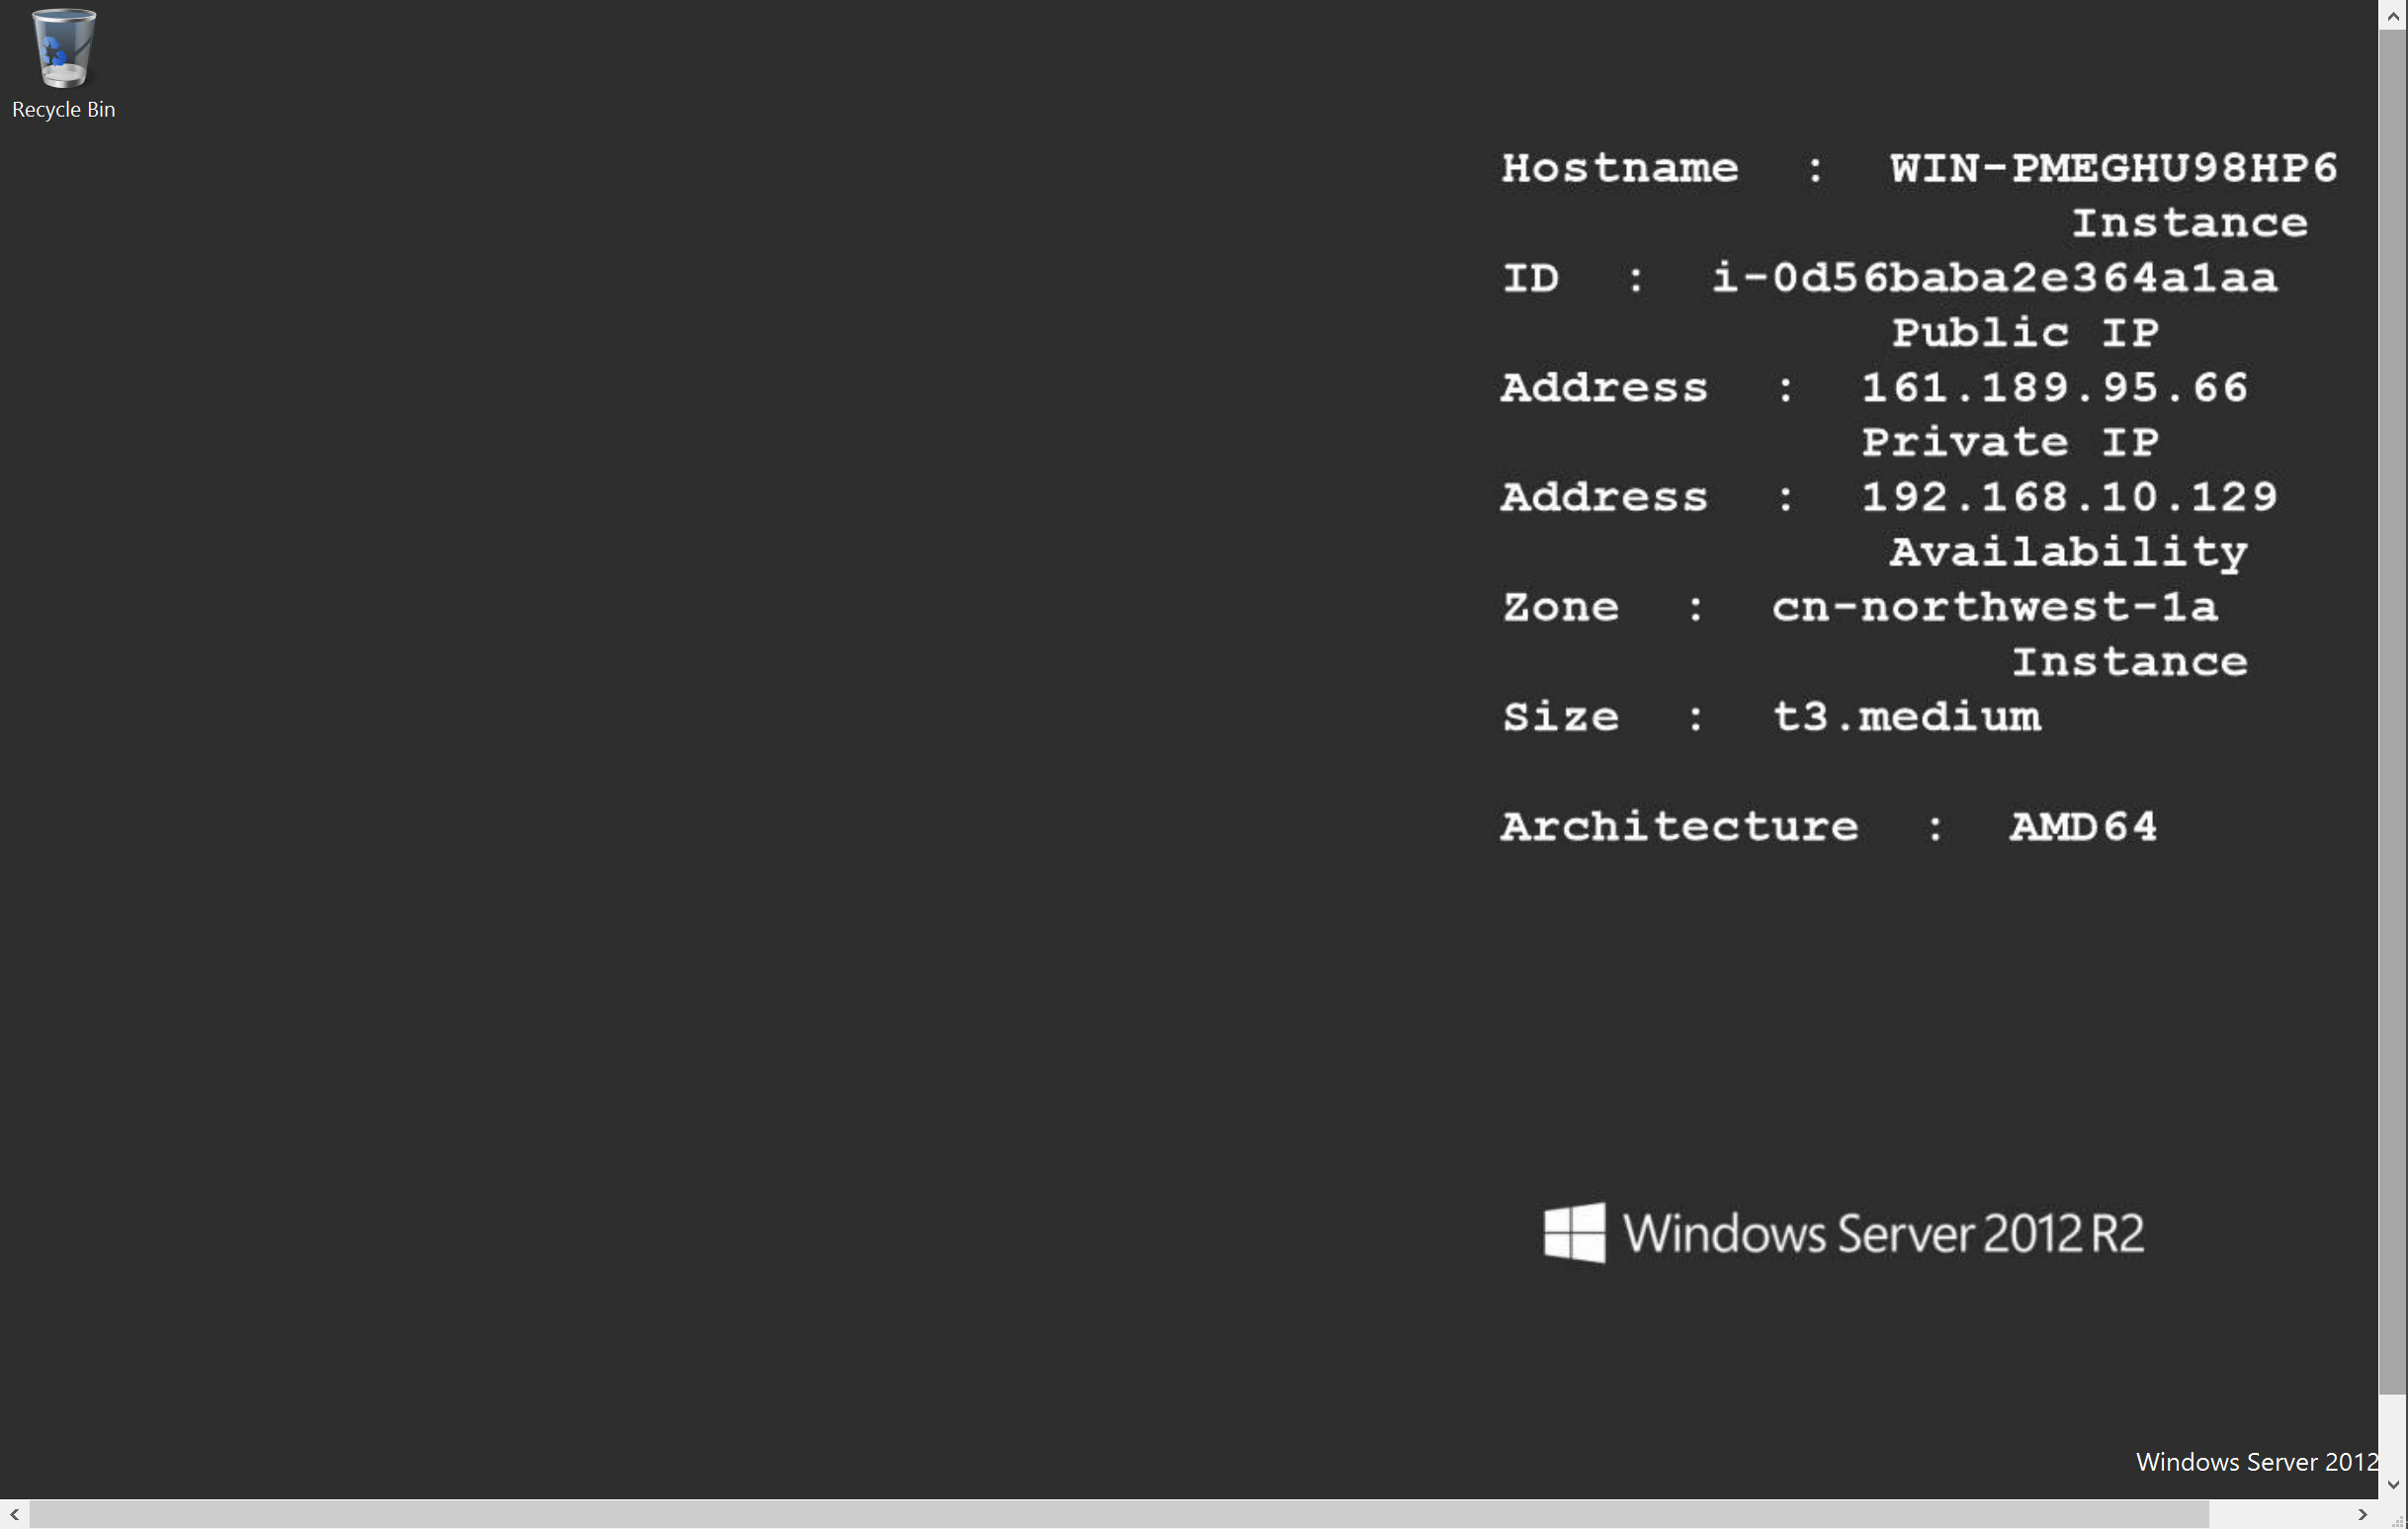 Recycle Bin
Hostname : WIN-PMEGHU98HP6
Instance
ID : i-0d56baba2e364a1aa
Public IP
Address : 161.189.95.66
Private IP
Address : 192.168.10.129
Availability
Zone : cn-northwest-1a
Instance
Size : t3.medium
Architecture : AMD64
Windows Server 2012 R2
Windows Server 2012